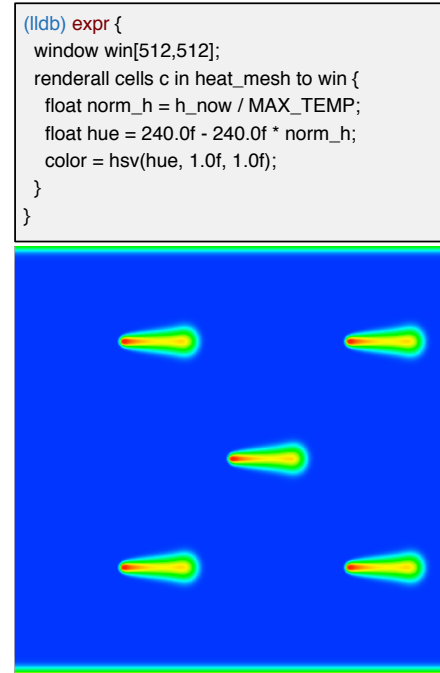 (lldb) expr {
window win[512,512];
renderall cells c in heat_mesh to win {
float norm_h = h_now / MAX_TEMP;
float hue = 240.0f - 240.0f * norm_h;
color = hsv(hue, 1.0f, 1.0f);
}
}